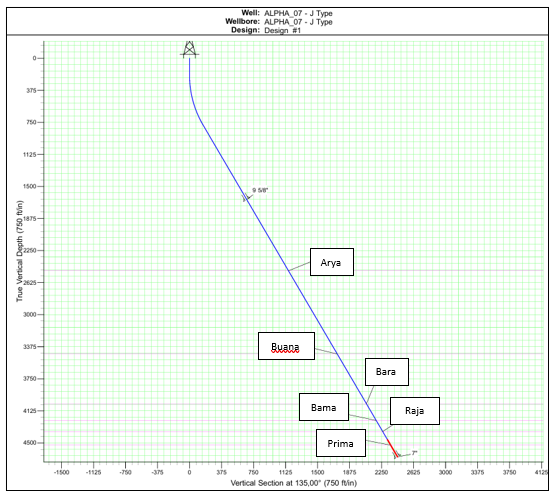 Well: ALPHA_07 - J Type
Wellbore: ALPHA_07 - J Type
Design: Design #1
0
375
750
1125
1500
1875
2250
2625
3000
3375
3750
4125
4500
True Vertical Depth (750 ft/in)
9 5/8"
Arya
Buana
Bara
Bama
Raja
Prima
7"
-1500 -1125 -750 -375 0 375 750 1125 1500 1875 2250 2625 3000 3375 3750 4125
Vertical Section at 135,00° (750 ft/in)